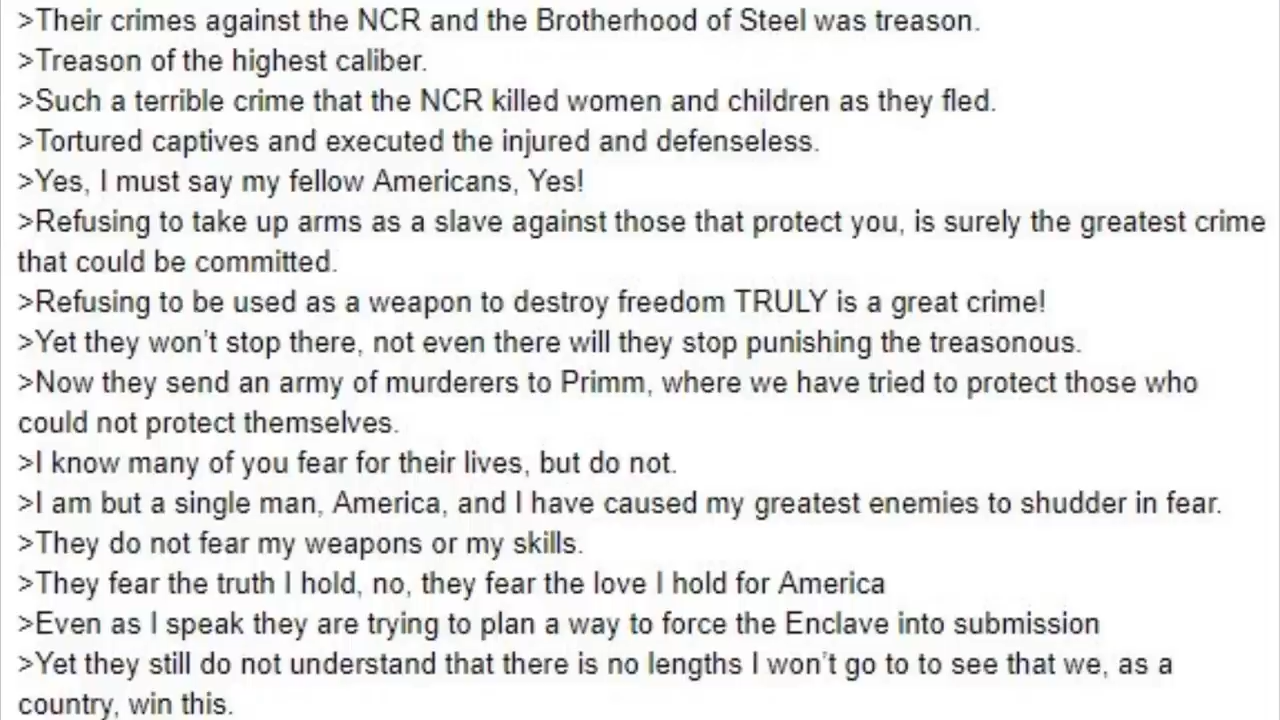 >Their crimes against the NCR and the Brotherhood of Steel was treason.
>Treason of the highest caliber.
>Such a terrible crime that the NCR killed women and children as they fled.
>Tortured captives and executed the injured and defenseless.
>Yes, I must say my fellow Americans, Yes!
>Refusing to take up arms as a slave against those that protect you, is surely the greatest crime
that could be committed.
>Refusing to be used as a weapon to destroy freedom TRULY is a great crime!
>Yet they won’t stop there, not even there will they stop punishing the treasonous.
>Now they send an army of murderers to Primm, where we have tried to protect those who
could not protect themselves.
>I know many of you fear for their lives, but do not.
>I am but a single man, America, and I have caused my greatest enemies to shudder in fear.
>They do not fear my weapons or my skills.
>They fear the truth I hold, no, they fear the love I hold for America
>Even as I speak they are trying to plan a way to force the Enclave into submission
>Yet they still do not understand that there is no lengths I won’t go to to see that we, as a
country, win this.